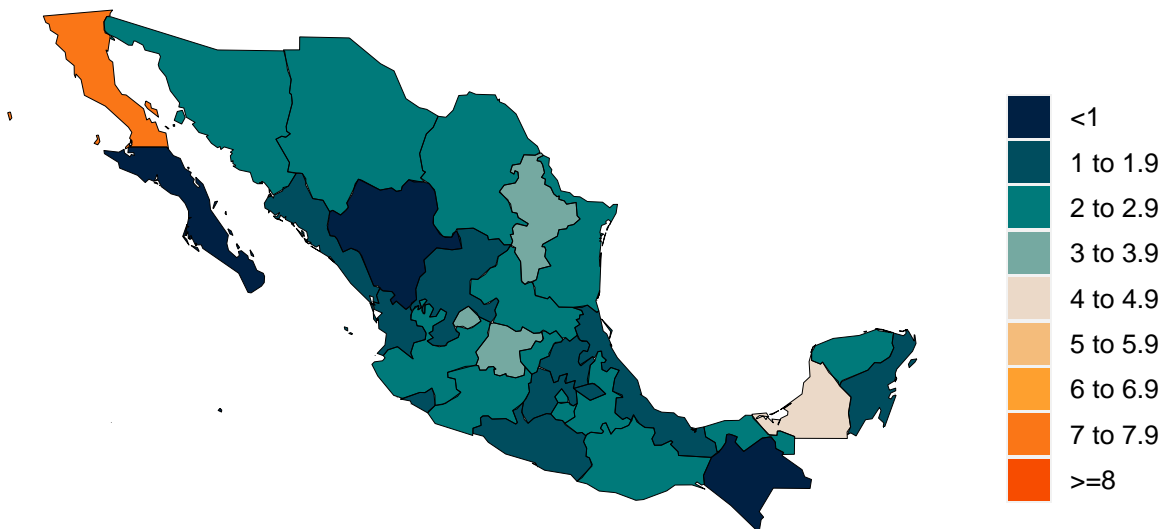 <1
1 to 1.9
2 to 2.9
3 to 3.9
4 to 4.9
5 to 5.9
6 to 6.9
7 to 7.9
>=8